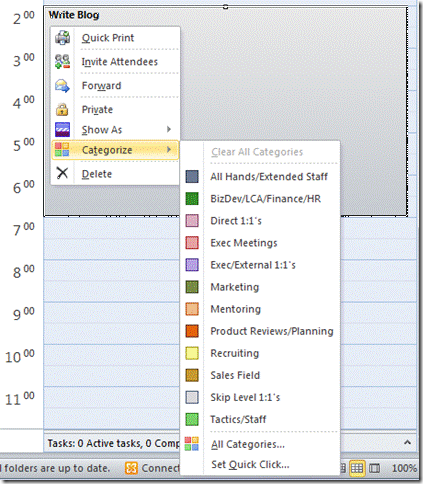 2 00
Write Blog
Quick Print
3 00
Invite Attendees
Forward
4 00
Private
5 00
Show As
Categorize
Clear All Categories
6 00
Delete
All Hands/Extended Staff
BizDev/LCA/Finance/HR
7 00
Direct 1:1's
Exec Meetings
8 00
Exec/External 1:1's
Marketing
9 00
Mentoring
Product Reviews/Planning
10 00
Recruiting
Sales Field
11 00
Skip Level 1:1's
Tactics/Staff
Tasks: 0 Active tasks, 0 Comp
All Categories...
folders are up to date.
Connect
Set Quick Click...
100%